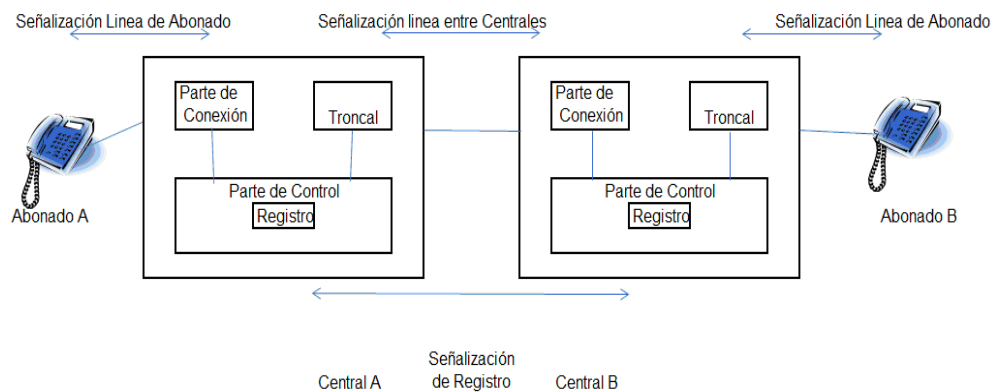 Señalización Linea de Abonado
Señalización linea entre Centrales
Señalización Linea de Abonado
Parte de
Conexión
Troncal
Parte de
Conexión
Troncal
Parte de Control
Registro
Parte de Control
Registro
Abonado A
Abonado B
Señalización
de Registro
Central A
Central B